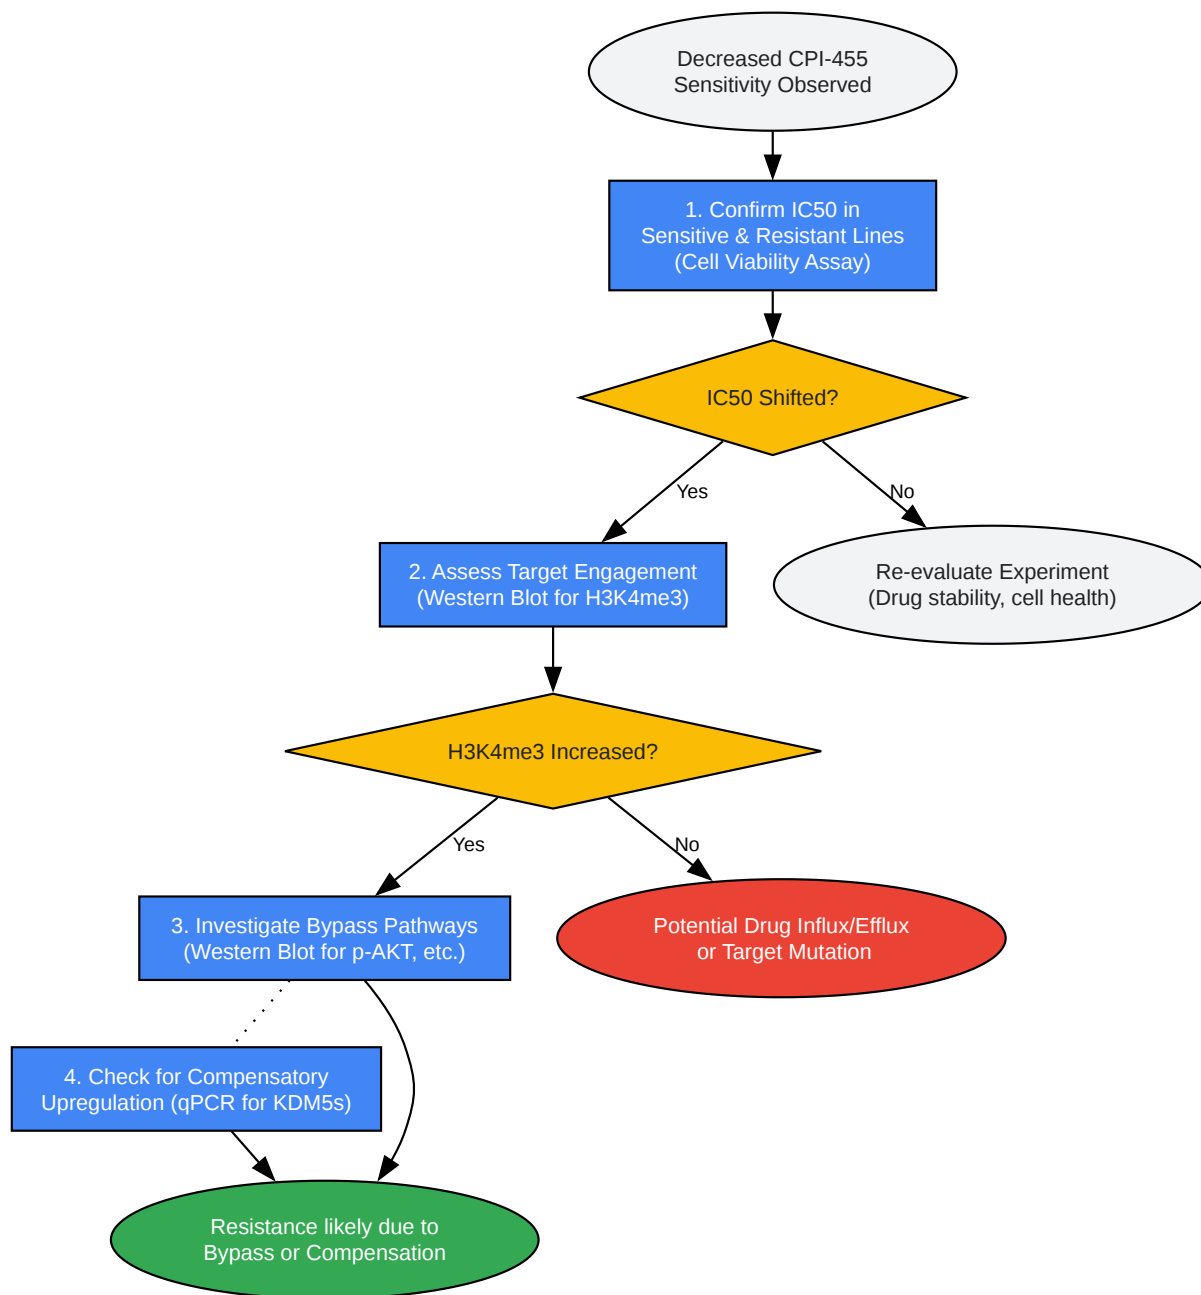 Decreased CPI-455
Sensitivity Observed
1. Confirm IC50 in
Sensitive & Resistant Lines
(Cell Viability Assay)
IC50 Shifted?
Yes
No
2. Assess Target Engagement
(Western Blot for H3K4me3)
Re-evaluate Experiment
(Drug stability, cell health)
H3K4me3 Increased?
Yes
No
3. Investigate Bypass Pathways
(Western Blot for p-AKT, etc.)
Potential Drug Influx/Efflux
or Target Mutation
4. Check for Compensatory
Upregulation (qPCR for KDM5s)
Resistance likely due to
Bypass or Compensation